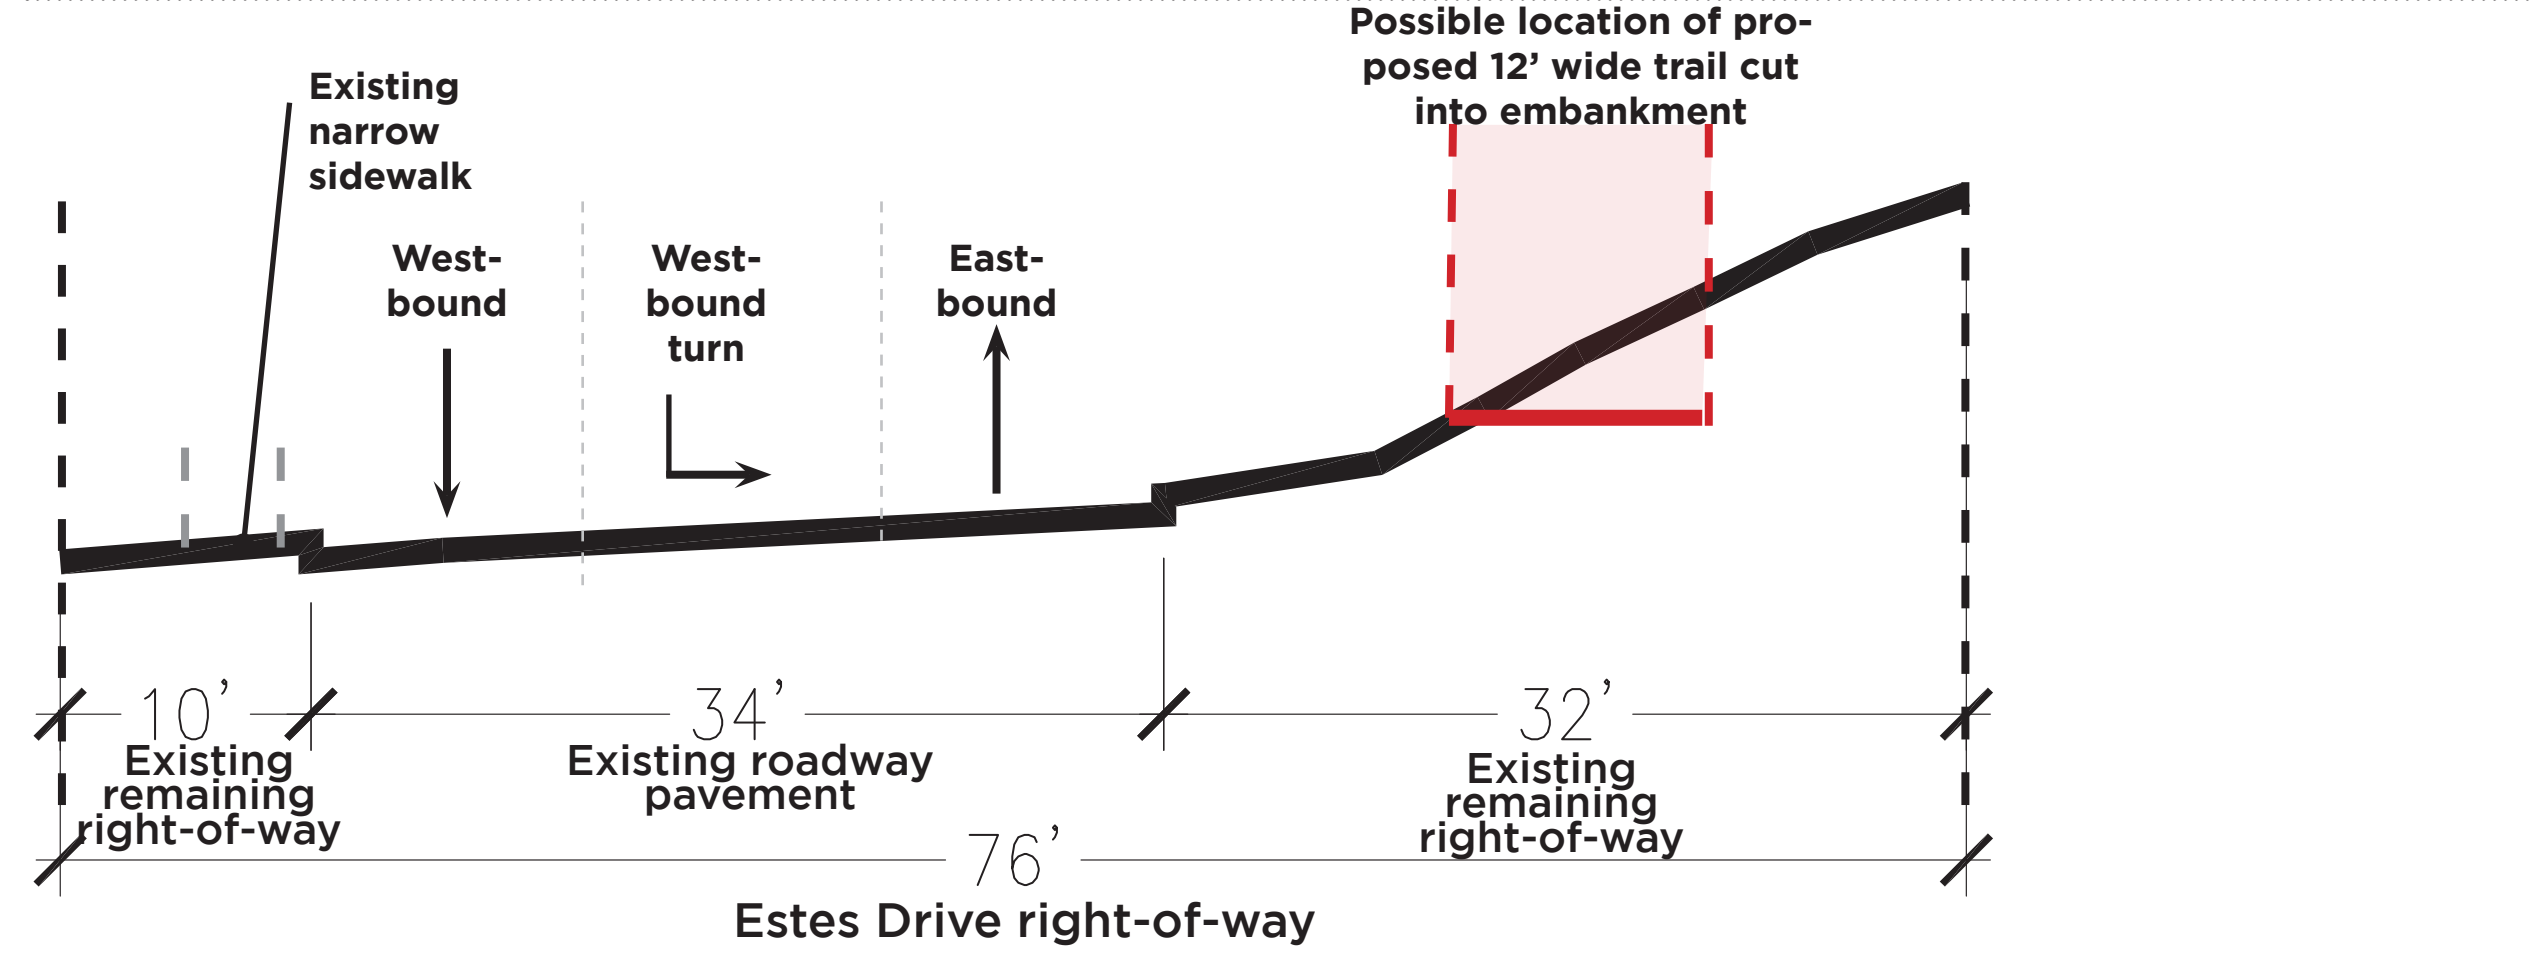 Possible location of pro-
posed 12’ wide trail cut
into embankment
Existing
narrow
sidewalk
West-
bound
West-
bound
turn
East-
bound
10’
Existing
remaining
right-of-way
34’
Existing roadway
pavement
32’
Existing
remaining
right-of-way
76’
Estes Drive right-of-way